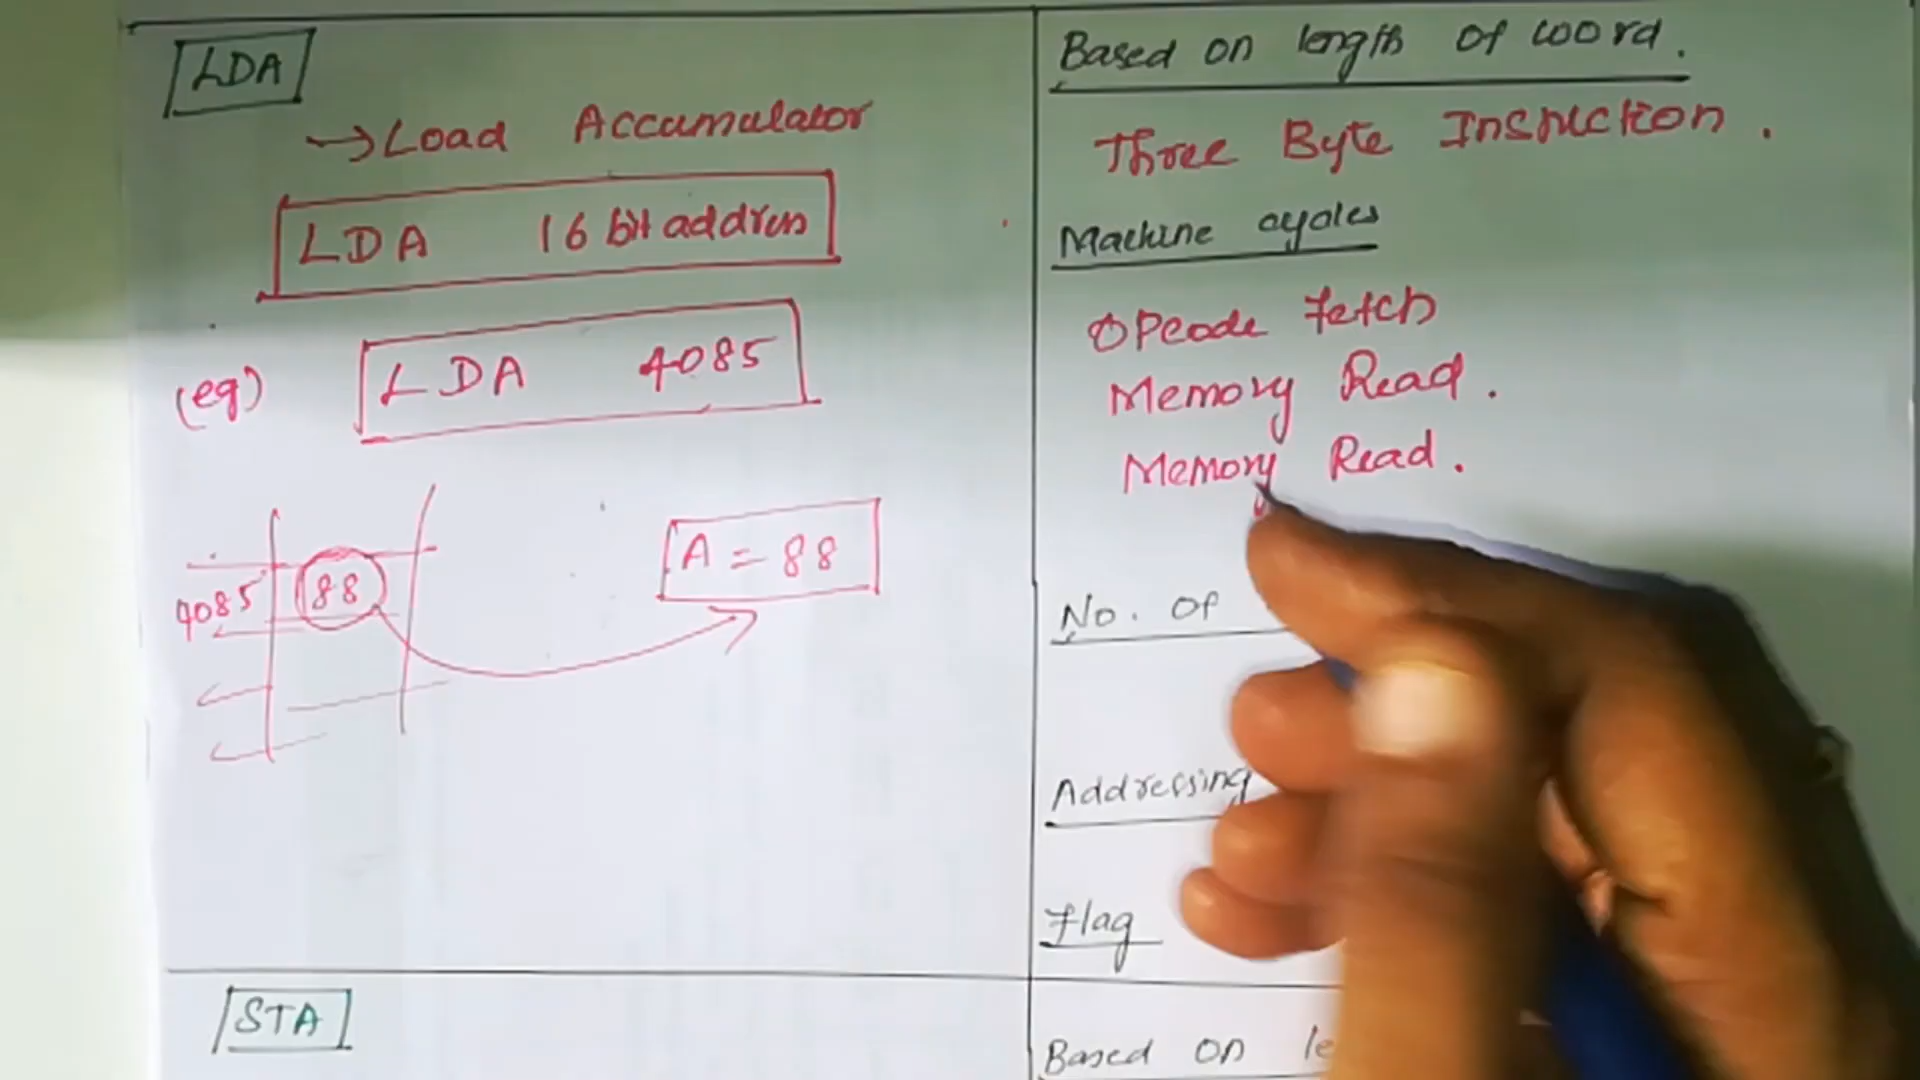 LDA
→Load Accumulator
LDA 16 bit address
(eg) LDA 4085
4085 88
A = 88
STA
Based on length of word.
Three Byte Instruction.
Machine cycles
Opcode Fetch
Memory Read.
Memory Read.
No. of
Addressing
Flag
Based on le